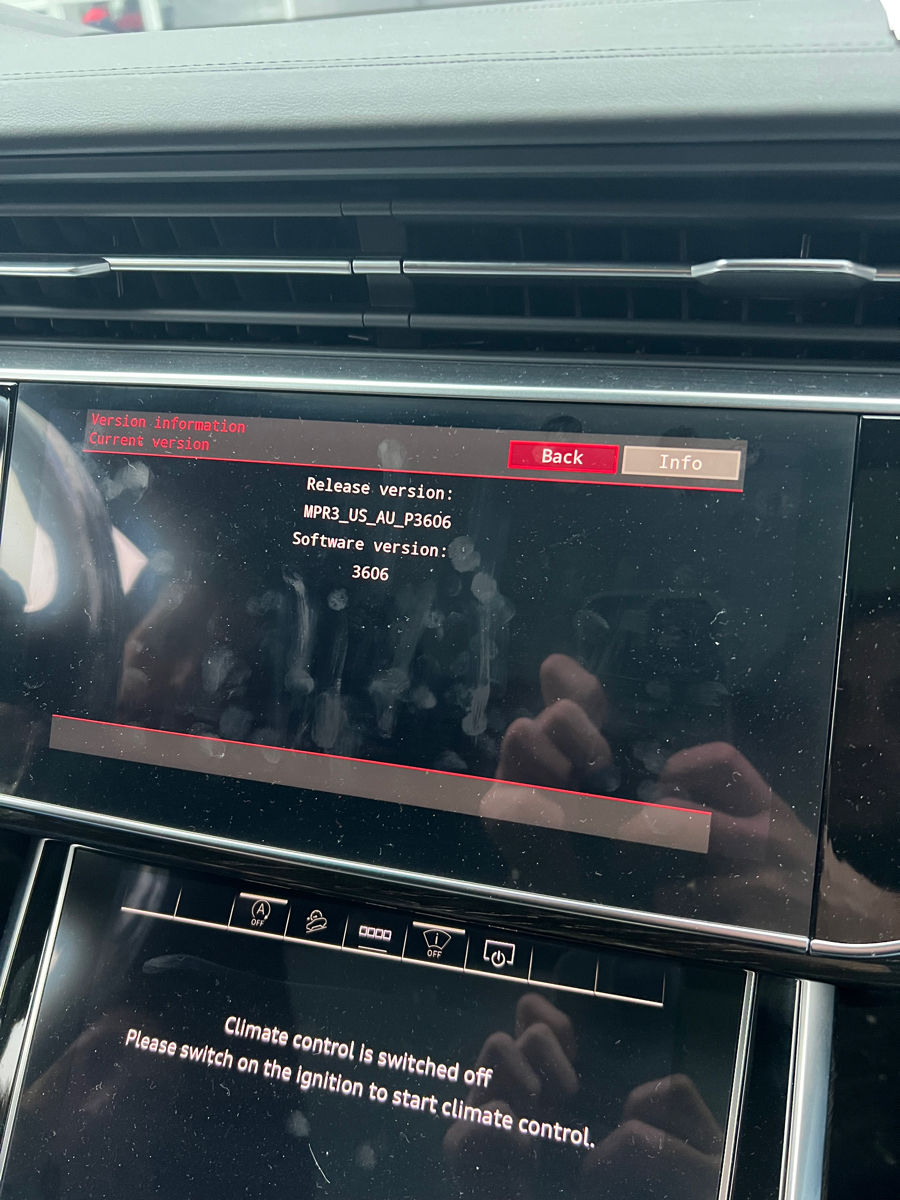 Version information
Current version
Back
Info
Release version:
MPR3_US_AU_P3606
Software version:
3606
A
OFF
i
OFF
Climate control is switched off
Please switch on the ignition to start climate control.